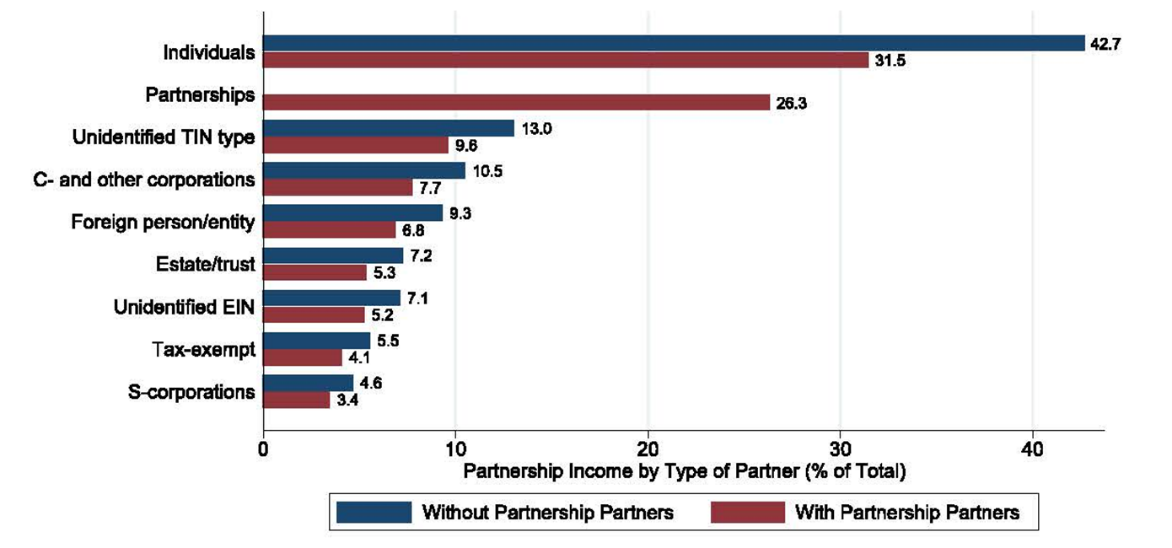 Individuals 42.7
31.5
Partnerships 26.3
Unidentified TIN type 13.0
9.6
C- and other corporations 10.5
7.7
Foreign person/entity 9.3
6.8
Estate/trust 7.2
5.3
Unidentified EIN 7.1
5.2
Tax-exempt 5.5
4.1
S-corporations 4.6
3.4
0 10 20 30 40
Partnership Income by Type of Partner (% of Total)
Without Partnership Partners With Partnership Partners